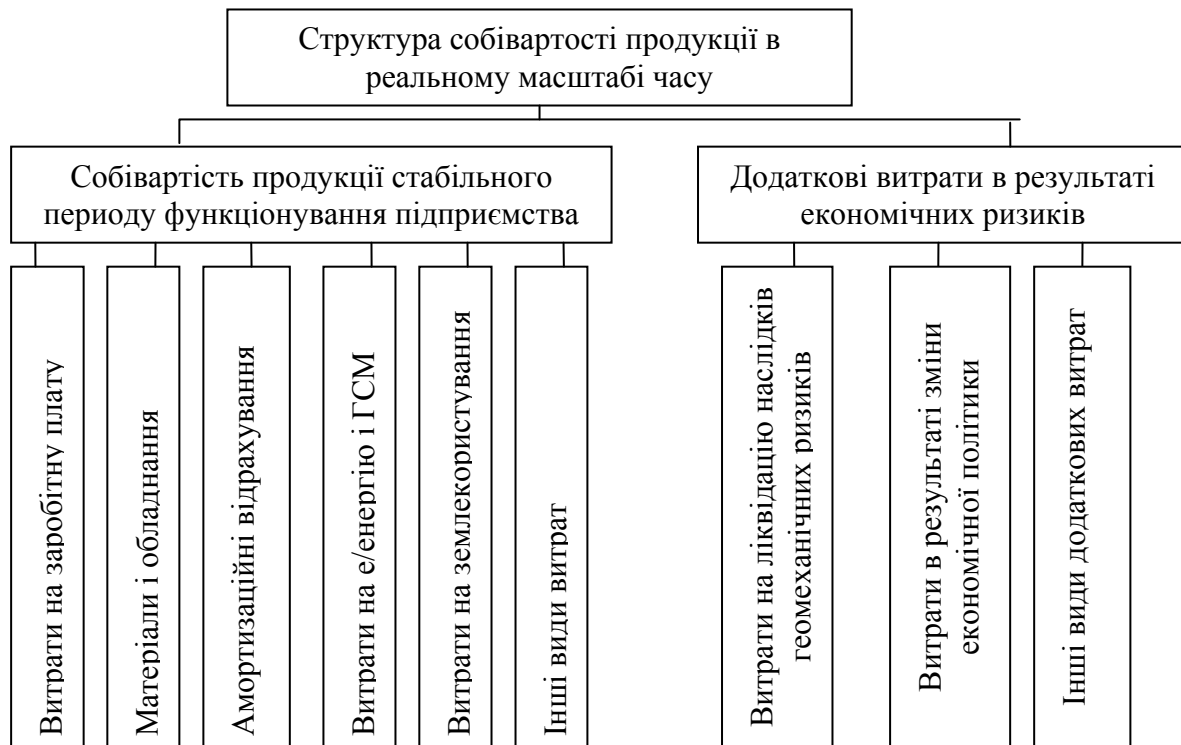 Структура собівартості продукції в
реальному масштабі часу
Собівартість продукції стабільного
периоду функціонування підприємства
Додаткові витрати в результаті
економічних ризиків
Витрати на заробітну плату
Матеріали і обладнання
Амортизаційні відрахування
Витрати на е/енергію і ГСМ
Витрати на землекористування
Інші види витрат
Витрати на ліквідацію наслідків
геомеханічних ризиків
Витрати в результаті зміни
економічної політики
Інші види додаткових витрат